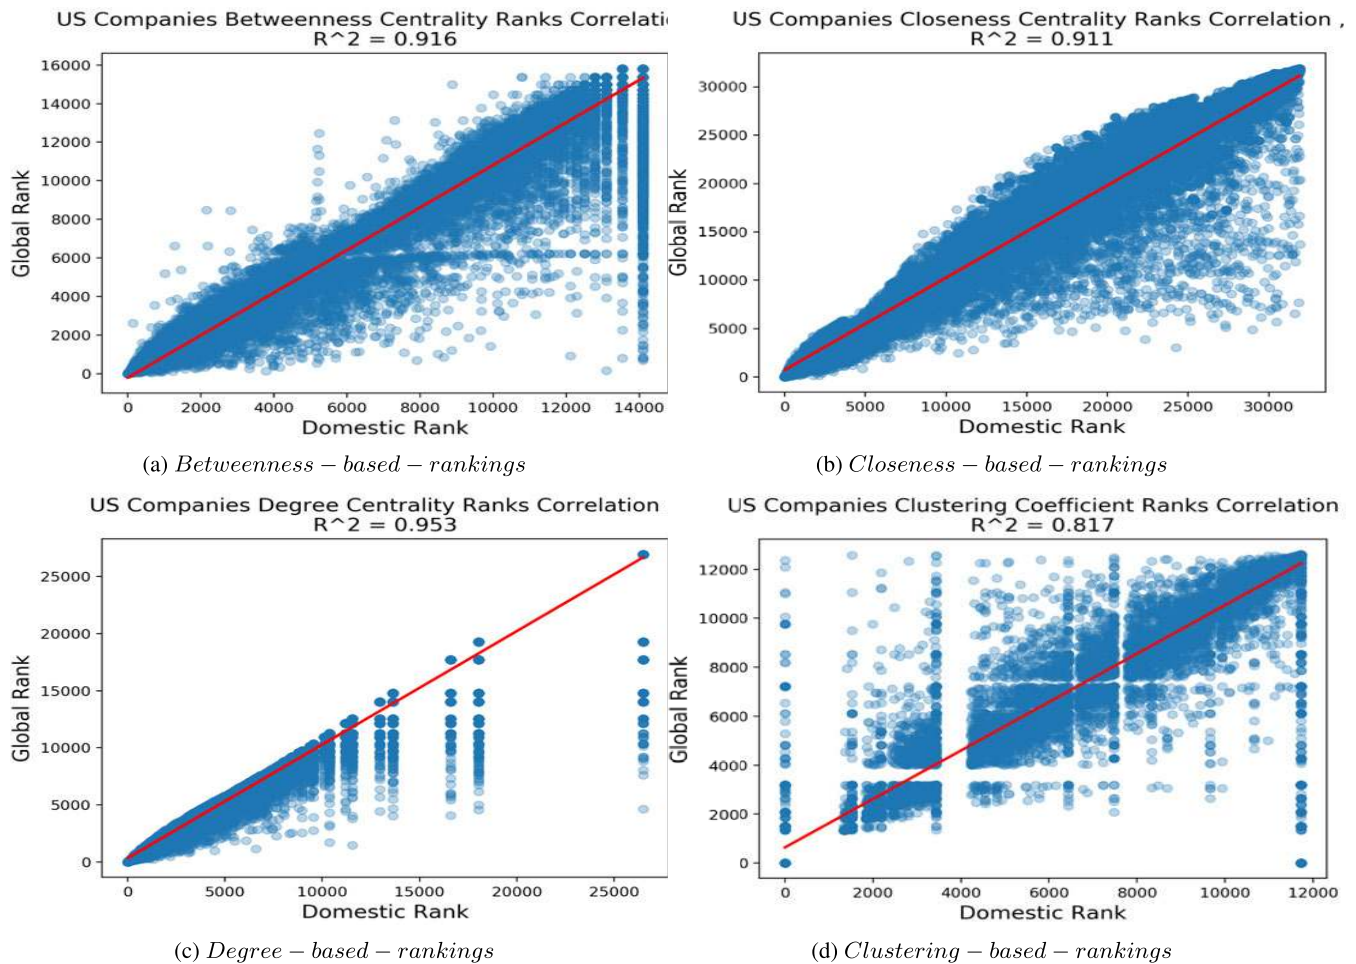 US Companies Betweenness Centrality Ranks Correlati
R^2 = 0.916
16000
14000
12000
10000
8000
6000
4000
2000
0
Global Rank
0 2000 4000 6000 8000 10000 12000 14000
Domestic Rank
(a) Betweenness − based − rankings
US Companies Closeness Centrality Ranks Correlation ,
R^2 = 0.911
30000
25000
20000
15000
10000
5000
0
Global Rank
0 5000 10000 15000 20000 25000 30000
Domestic Rank
(b) Closeness − based − rankings
US Companies Degree Centrality Ranks Correlation
R^2 = 0.953
25000
20000
15000
10000
5000
0
Global Rank
0 5000 10000 15000 20000 25000
Domestic Rank
(c) Degree − based − rankings
US Companies Clustering Coefficient Ranks Correlation
R^2 = 0.817
12000
10000
8000
6000
4000
2000
0
Global Rank
0 2000 4000 6000 8000 10000 12000
Domestic Rank
(d) Clustering − based − rankings